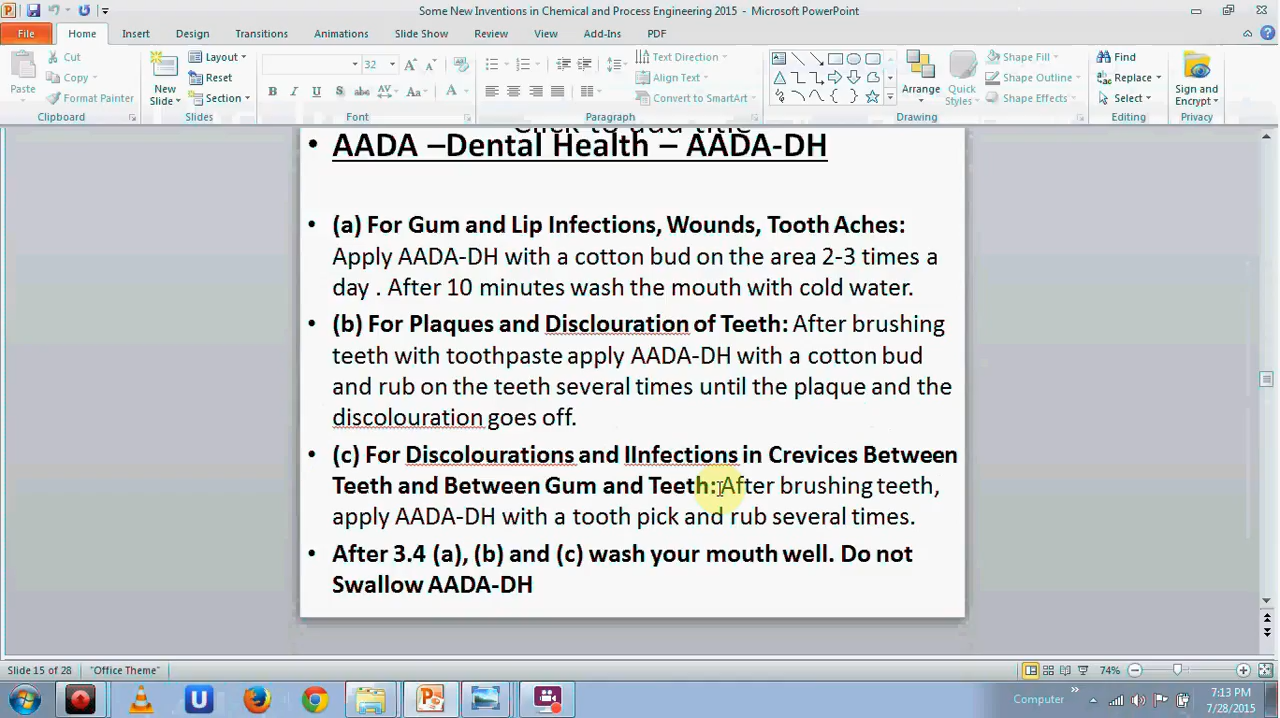 Some New Inventions in Chemical and Process Engineering 2015 - Microsoft PowerPoint
File Home Insert Design Transitions Animations Slide Show Review View Add-Ins PDF
Cut Layout 32 Text Direction Shape Fill Find
Copy Reset Align Text Shape Outline Replace
Paste Format Painter New Slide Section Convert to SmartArt Arrange Quick Styles Shape Effects Select Sign and Encrypt
Clipboard Slides Font Paragraph Drawing Editing Privacy
Click to add title
• AADA –Dental Health – AADA-DH
• (a) For Gum and Lip Infections, Wounds, Tooth Aches:
Apply AADA-DH with a cotton bud on the area 2-3 times a
day . After 10 minutes wash the mouth with cold water.
• (b) For Plaques and Disclouration of Teeth: After brushing
teeth with toothpaste apply AADA-DH with a cotton bud
and rub on the teeth several times until the plaque and the
discolouration goes off.
• (c) For Discolourations and IInfections in Crevices Between
Teeth and Between Gum and Teeth: After brushing teeth,
apply AADA-DH with a tooth pick and rub several times.
• After 3.4 (a), (b) and (c) wash your mouth well. Do not
Swallow AADA-DH
Slide 15 of 28 "Office Theme" 74%
Computer 7:13 PM
7/28/2015